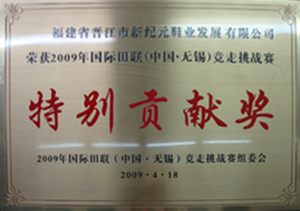 福建省晋江市新纪元鞋业发展有限公司
荣获2009年国际田联(中国·无锡)竞走挑战赛
特别贡献奖
2009年国际田联(中国·无锡)竞走挑战赛组委会
2009·4·18